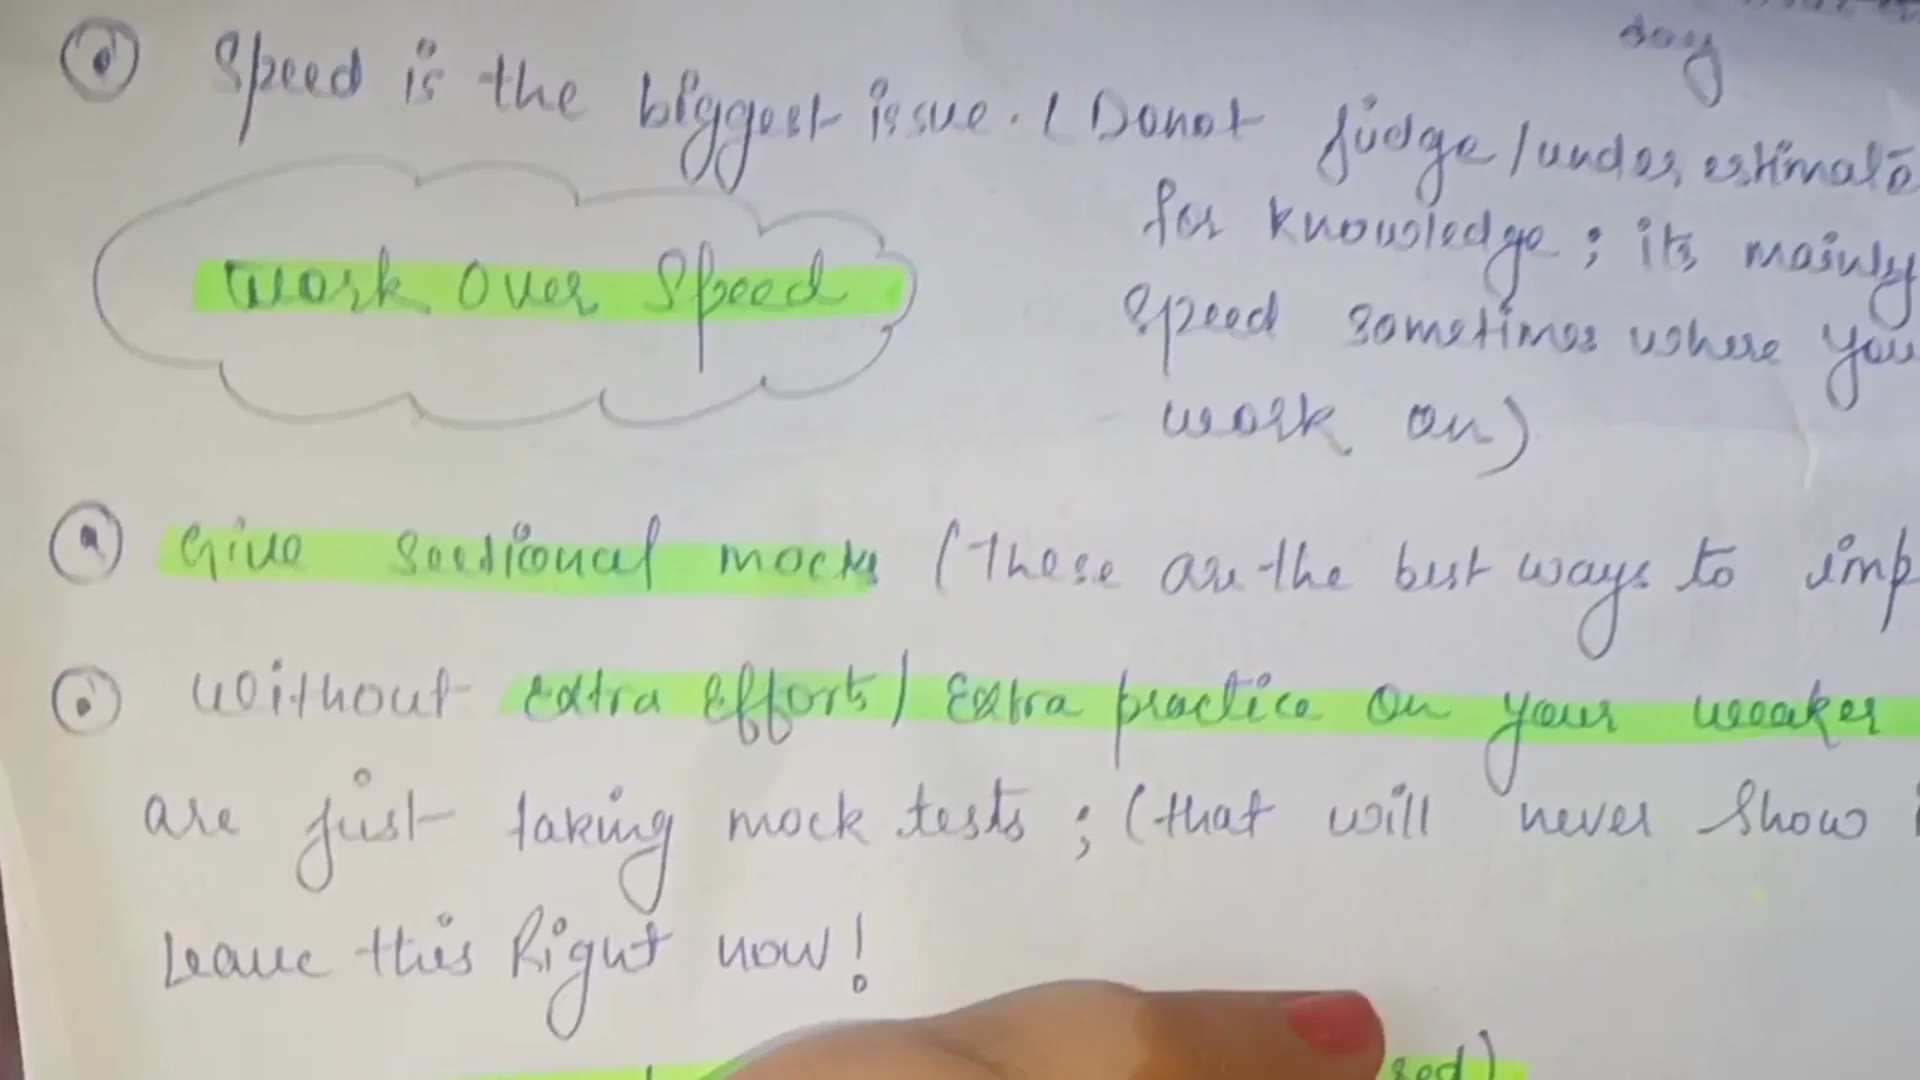 day
Speed is the biggest issue. (Donot judge/under estimate
for knowledge; its mainly
work over Speed
speed sometimes where you
work on)
Give sectional mocks (these are the best ways to imp
without extra efforts/ Extra practice on your weaker
are just taking mock tests; (that will never show
Leave this Right now!
sed)